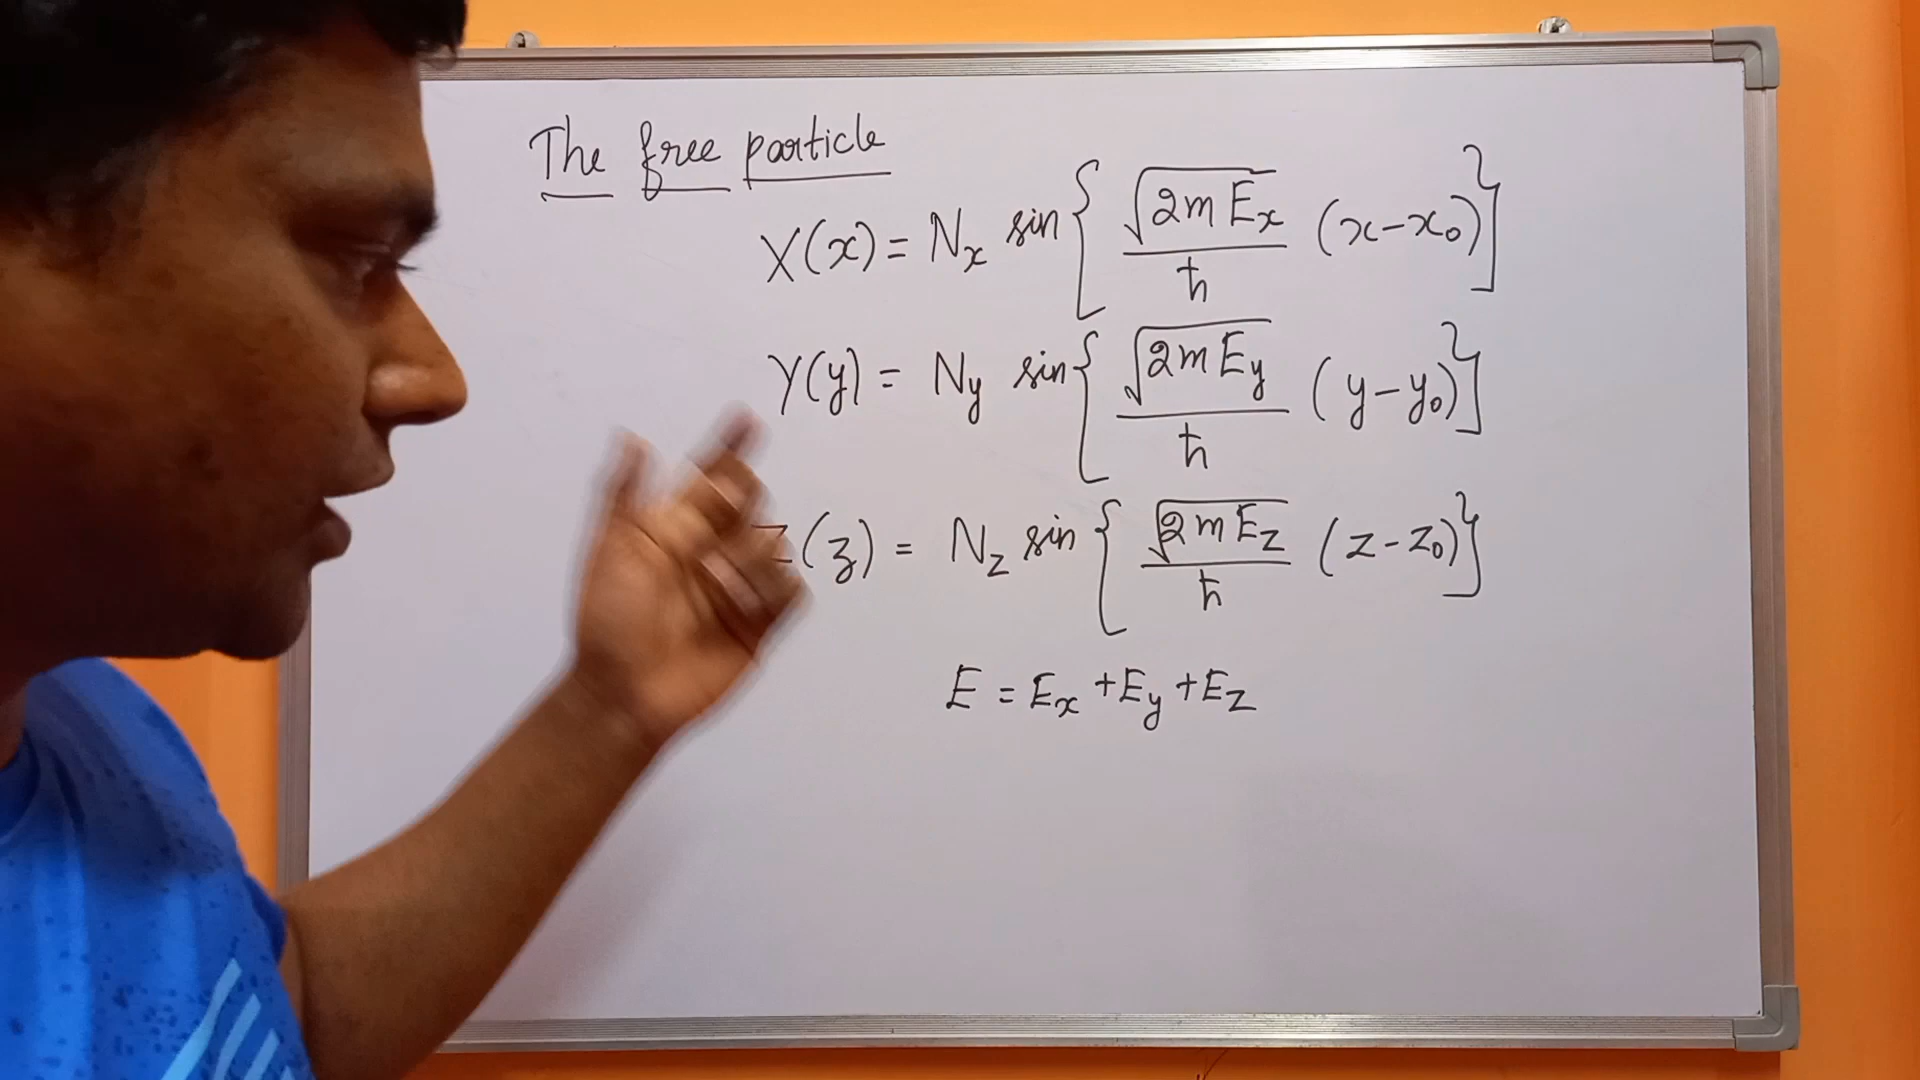 The free particle
X(x) = Nx sin{ √2mEx / ħ (x-x₀)}
Y(y) = Ny sin{ √2mEy / ħ (y-y₀)}
Z(z) = Nz sin{ √2mEz / ħ (z-z₀)}
E = Ex + Ey + Ez